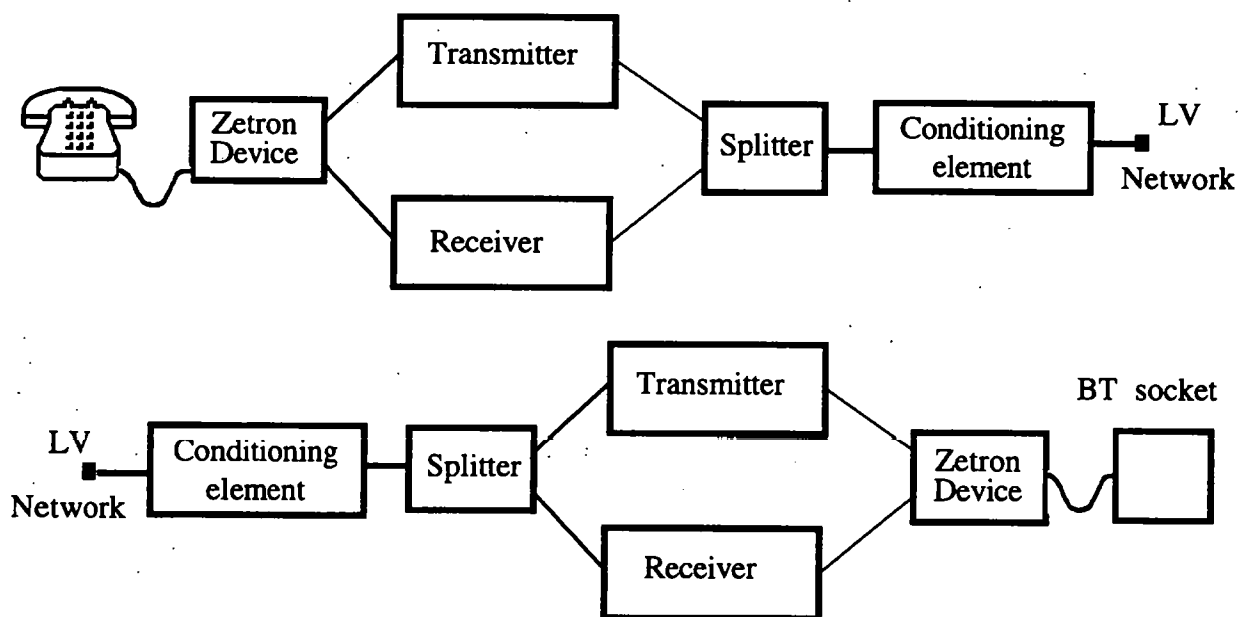 Transmitter
Zetron
Device
Splitter
Conditioning
element
LV
Network
Receiver
Transmitter
BT socket
LV
Network
Conditioning
element
Splitter
Zetron
Device
Receiver